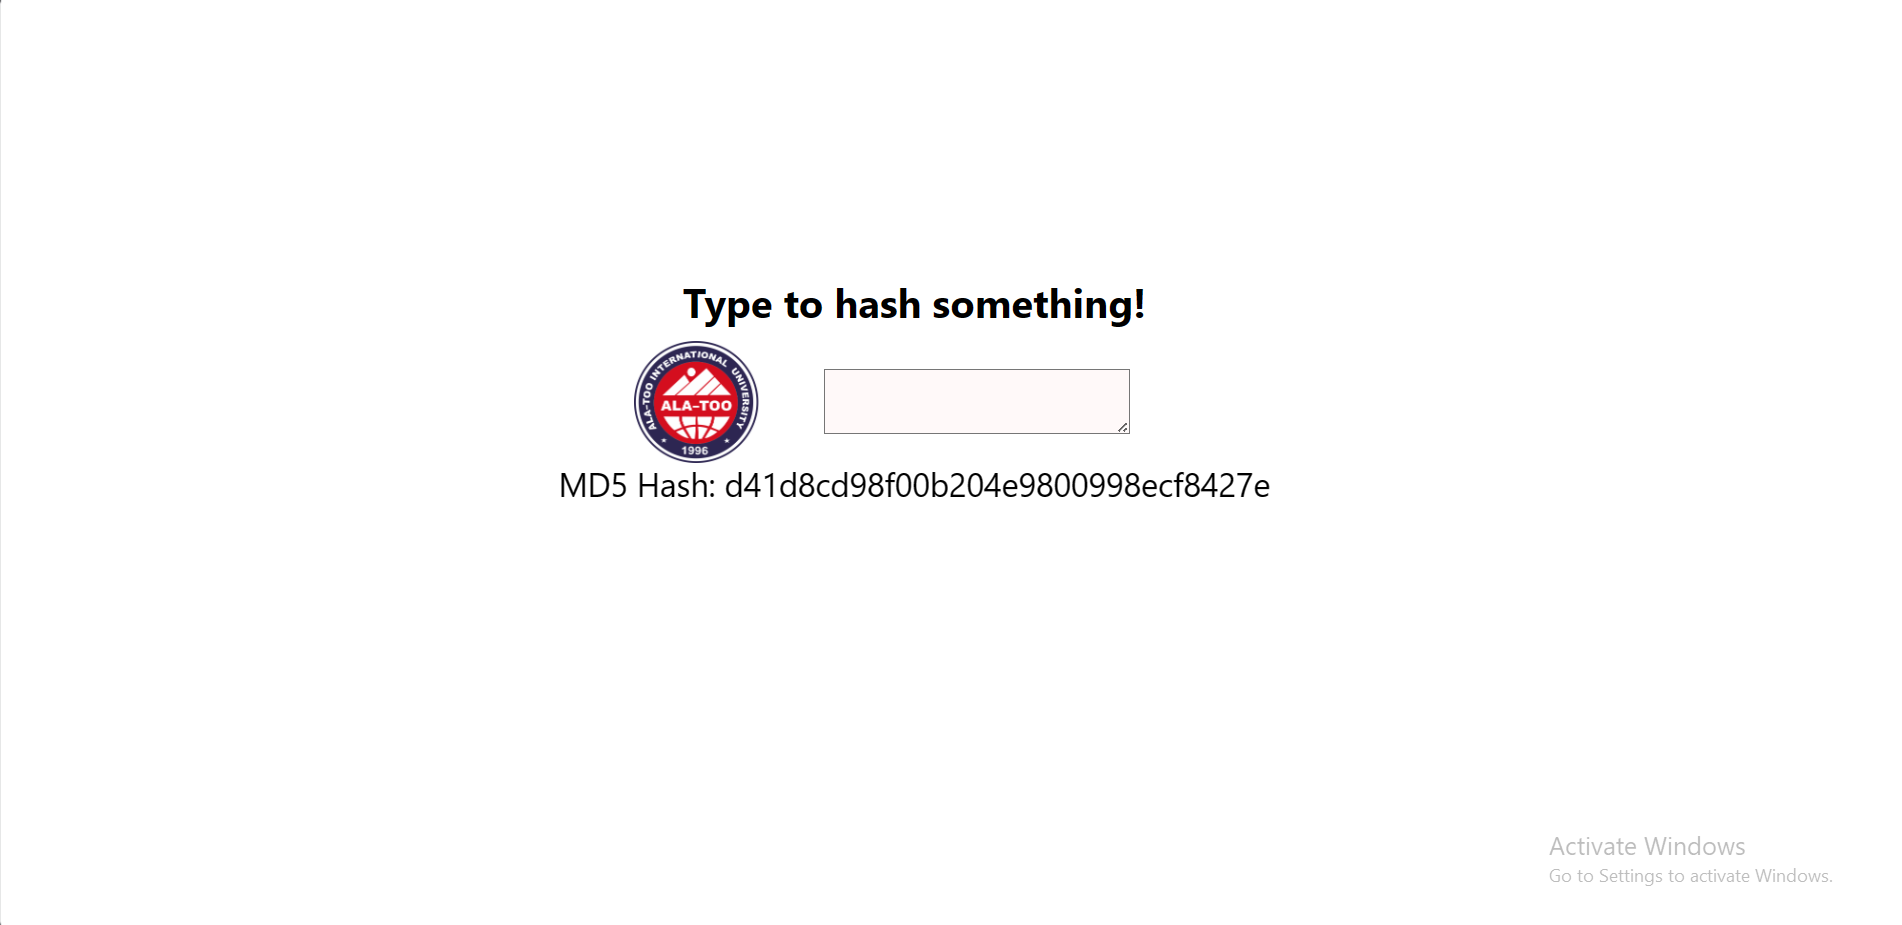 Type to hash something!
ALA-TOO INTERNATIONAL UNIVERSITY
ALA-TOO
1996
MD5 Hash: d41d8cd98f00b204e9800998ecf8427e
Activate Windows
Go to Settings to activate Windows.